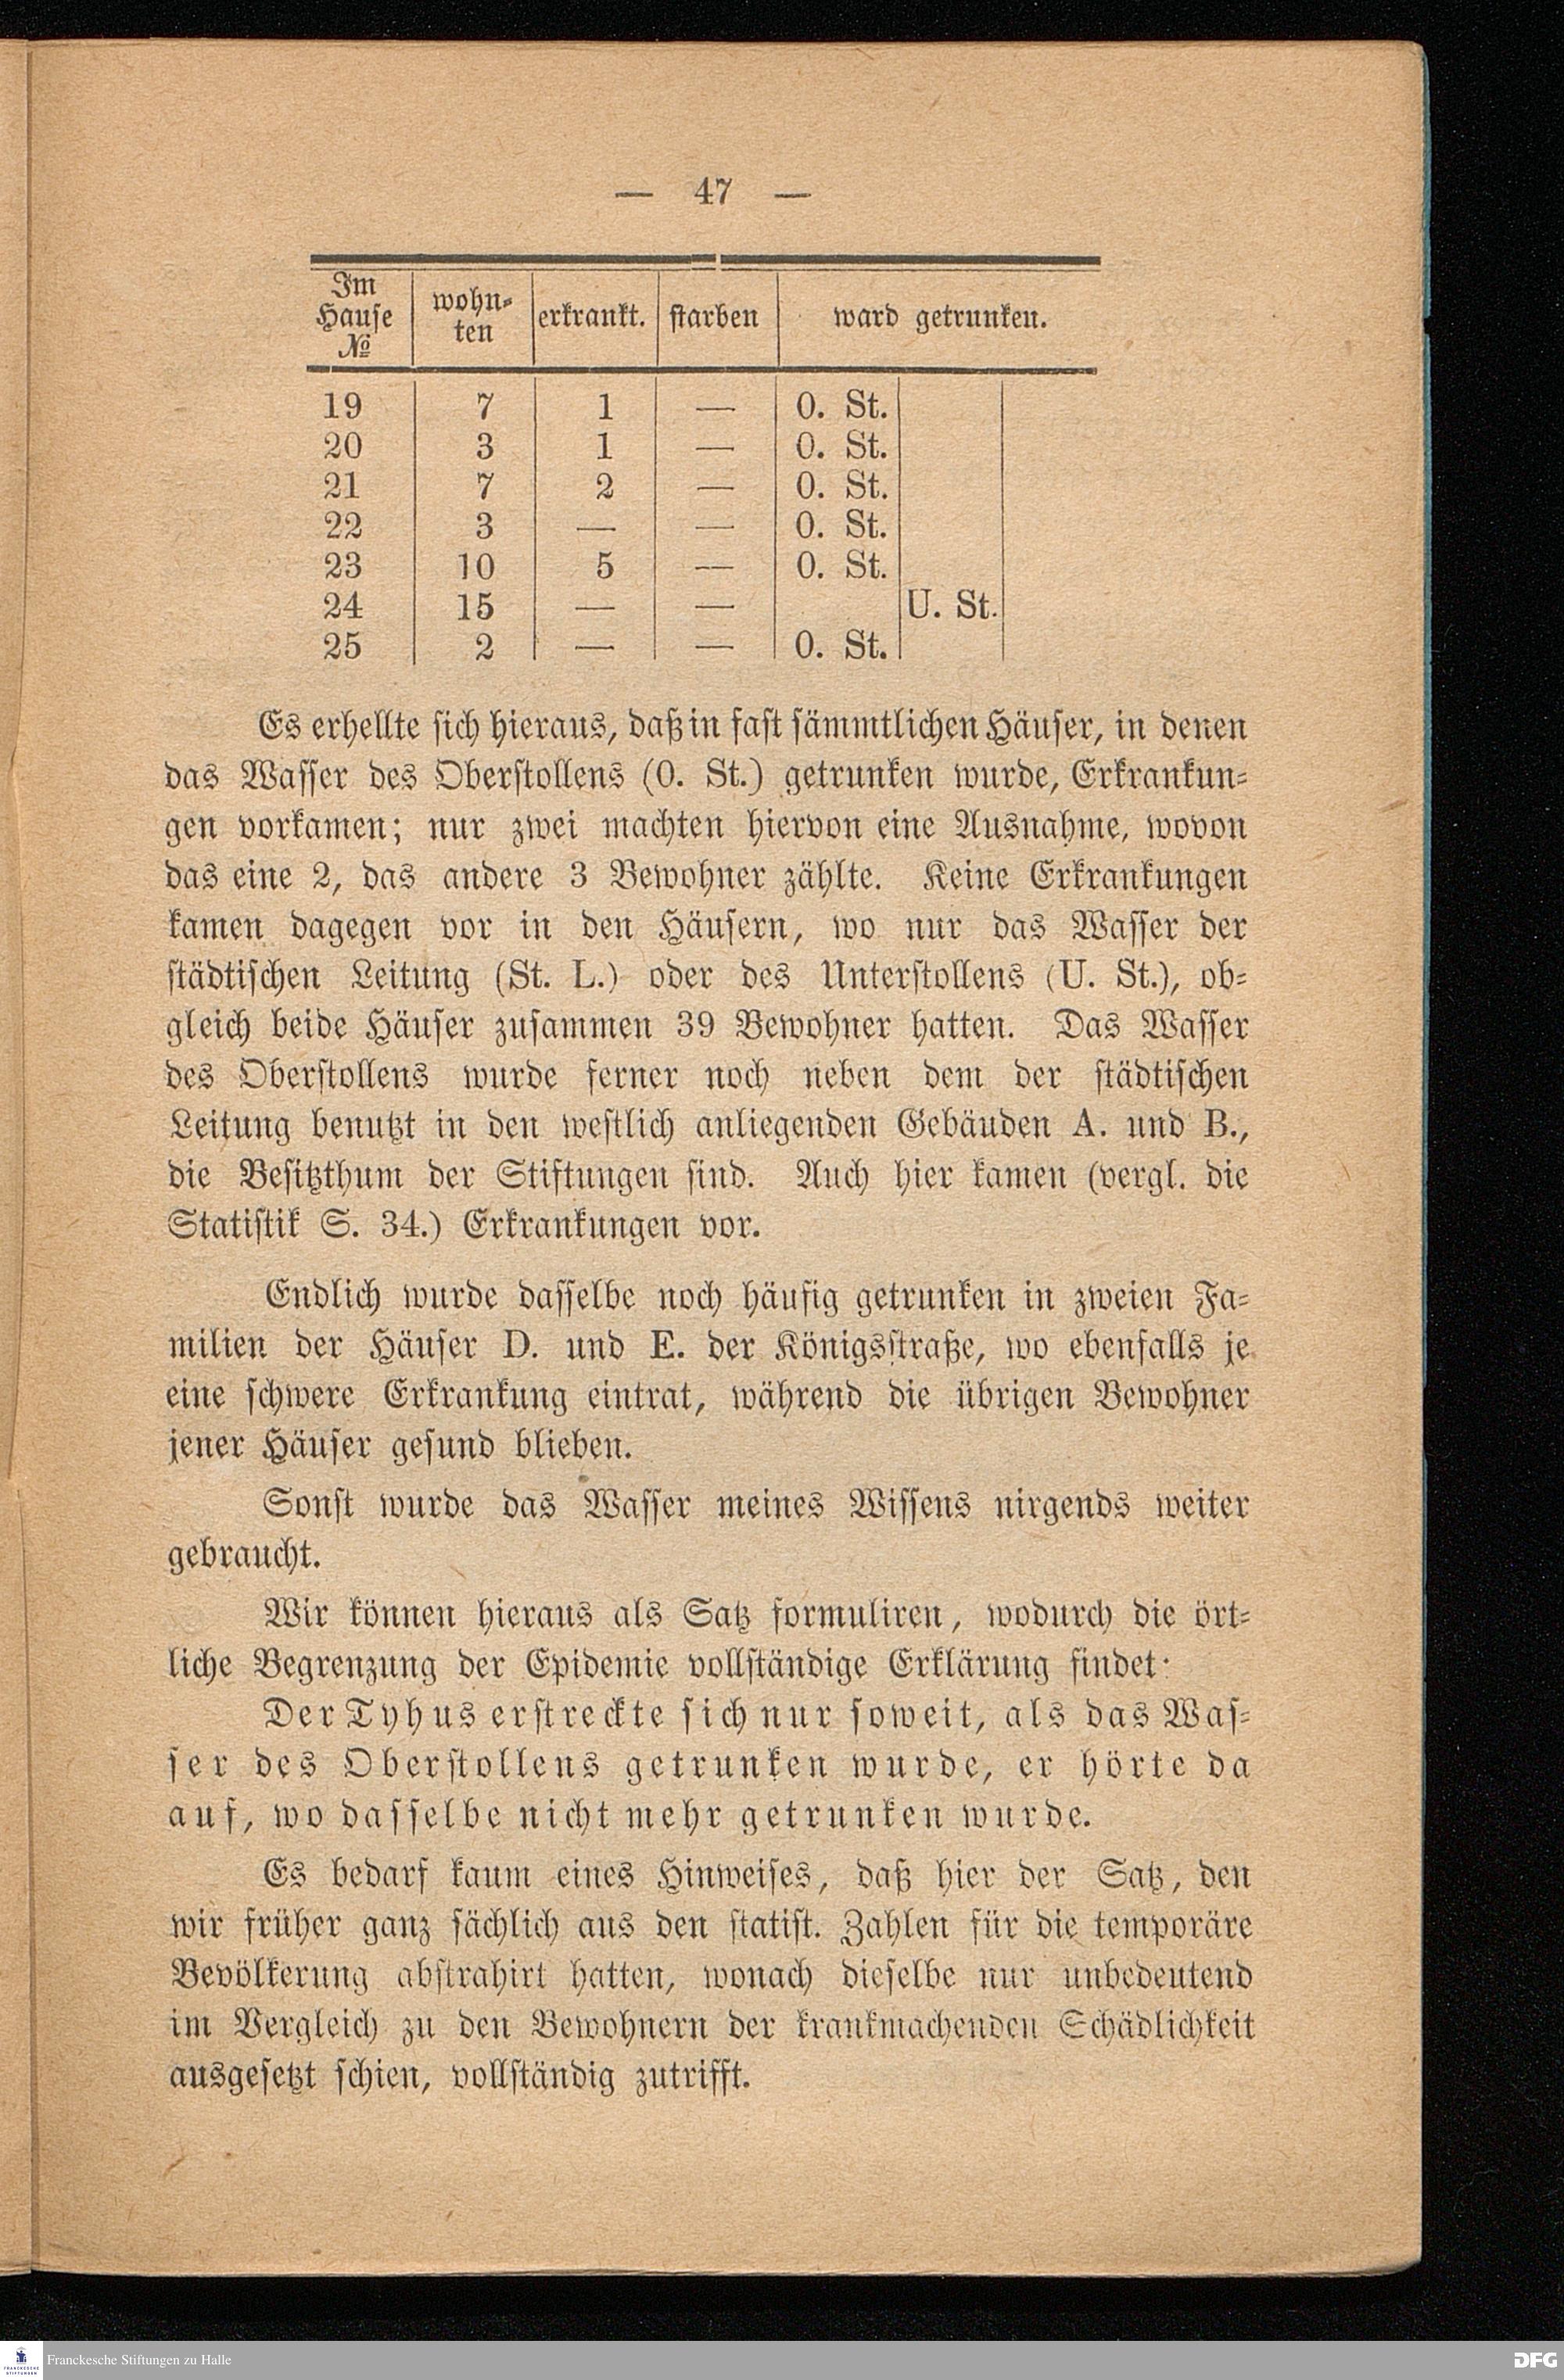 — 47 —
Im Hause № | wohn-ten | erkrankt. | starben | ward getrunken.
19 | 7 | 1 | — | O. St.
20 | 3 | 1 | — | O. St.
21 | 7 | 2 | — | O. St.
22 | 3 | — | — | O. St.
23 | 10 | 5 | — | O. St.
24 | 15 | — | — | | U. St.
25 | 2 | — | — | O. St.
Es erhellte sich hieraus, daß in fast sämmtlichen Häuser, in denen
das Wasser des Oberstollens (O. St.) getrunken wurde, Erkrankun-
gen vorkamen; nur zwei machten hiervon eine Ausnahme, wovon
das eine 2, das andere 3 Bewohner zählte. Keine Erkrankungen
kamen dagegen vor in den Häusern, wo nur das Wasser der
städtischen Leitung (St. L.) oder des Unterstollens (U. St.), ob-
gleich beide Häuser zusammen 39 Bewohner hatten. Das Wasser
des Oberstollens wurde ferner noch neben dem der städtischen
Leitung benutzt in den westlich anliegenden Gebäuden A. und B.,
die Besitzthum der Stiftungen sind. Auch hier kamen (vergl. die
Statistik S. 34.) Erkrankungen vor.
Endlich wurde dasselbe noch häufig getrunken in zweien Fa-
milien der Häuser D. und E. der Königsstraße, wo ebenfalls je
eine schwere Erkrankung eintrat, während die übrigen Bewohner
jener Häuser gesund blieben.
Sonst wurde das Wasser meines Wissens nirgends weiter
gebraucht.
Wir können hieraus als Satz formuliren, wodurch die ört-
liche Begrenzung der Epidemie vollständige Erklärung findet:
Der Tyhus erstreckte sich nur soweit, als das Was-
ser des Oberstollens getrunken wurde, er hörte da
auf, wo dasselbe nicht mehr getrunken wurde.
Es bedarf kaum eines Hinweises, daß hier der Satz, den
wir früher ganz sächlich aus den statist. Zahlen für die temporäre
Bevölkerung abstrahirt hatten, wonach dieselbe nur unbedeutend
im Vergleich zu den Bewohnern der krankmachenden Schädlichkeit
ausgesetzt schien, vollständig zutrifft.
FRANCKESCHE
STIFTUNGEN
Franckesche Stiftungen zu Halle
DFG